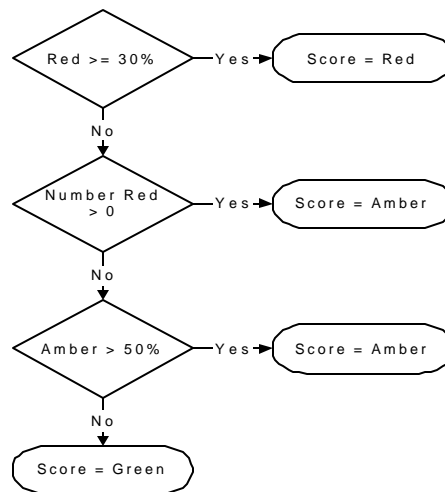 Red >= 30%
Yes
Score = Red
No
Number Red
> 0
Yes
Score = Amber
No
Amber > 50%
Yes
Score = Amber
No
Score = Green